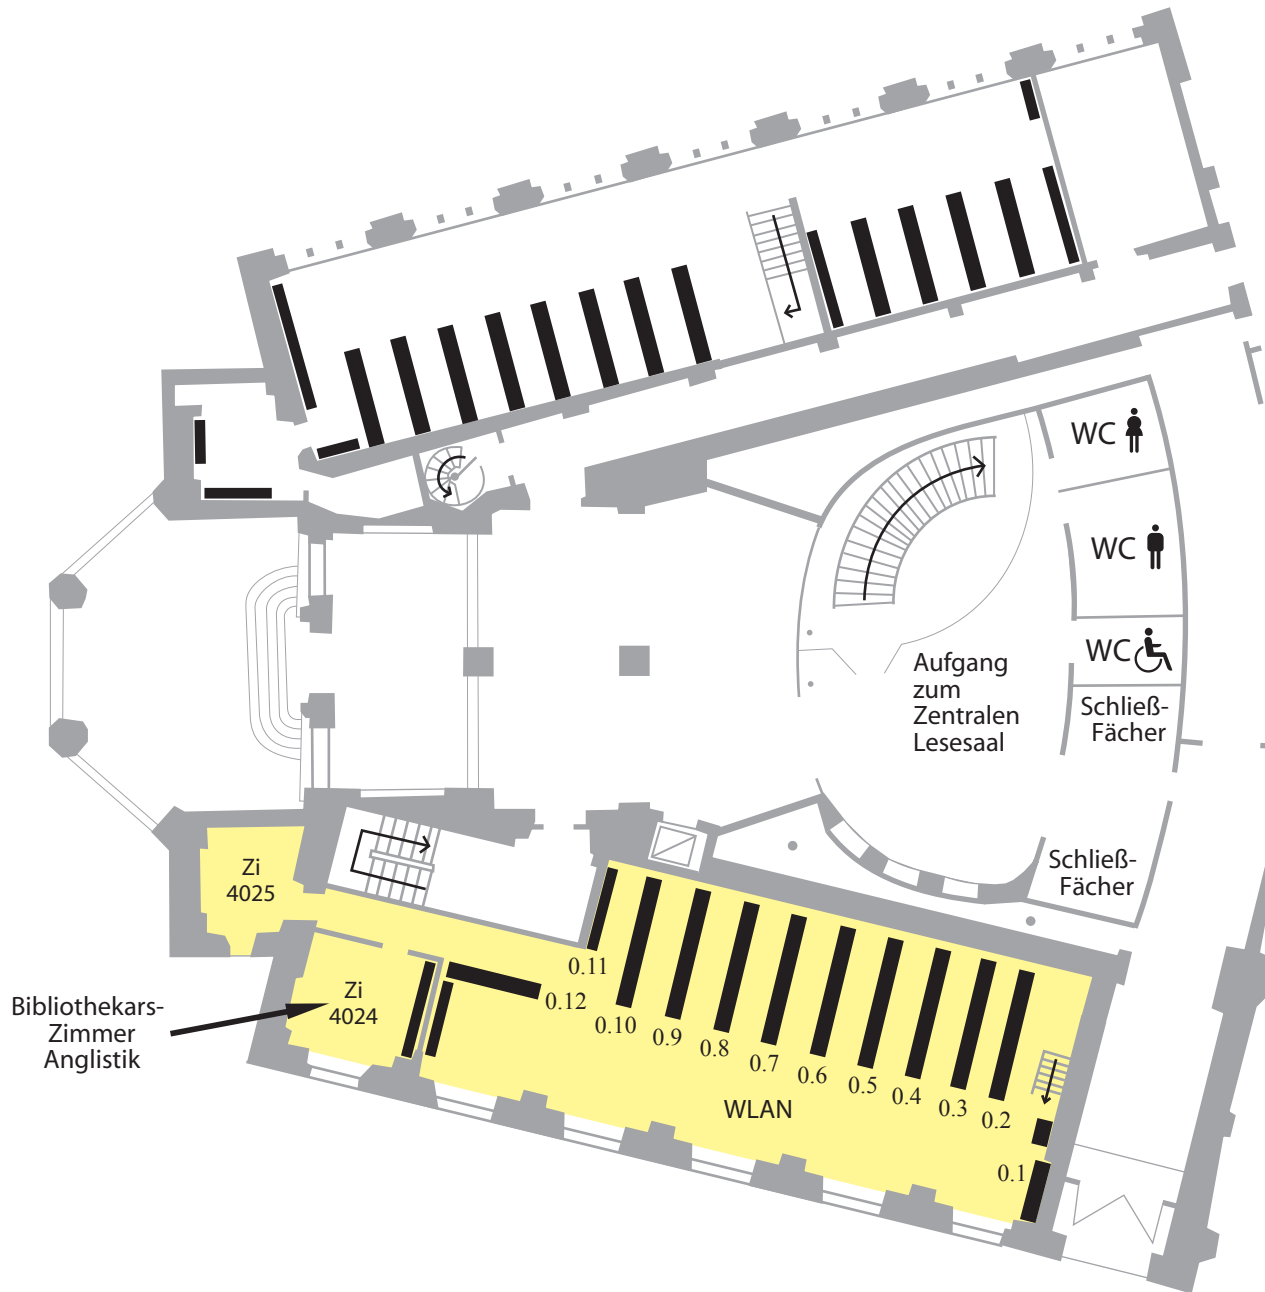 WC
WC
WC
Aufgang
zum
Zentralen
Lesesaal
Schließ-
Fächer
Schließ-
Fächer
Zi
4025
Zi
4024
Bibliothekars-
Zimmer
Anglistik
0.11
0.12
0.10
0.9
0.8
0.7
0.6
0.5
0.4
0.3
0.2
0.1
WLAN